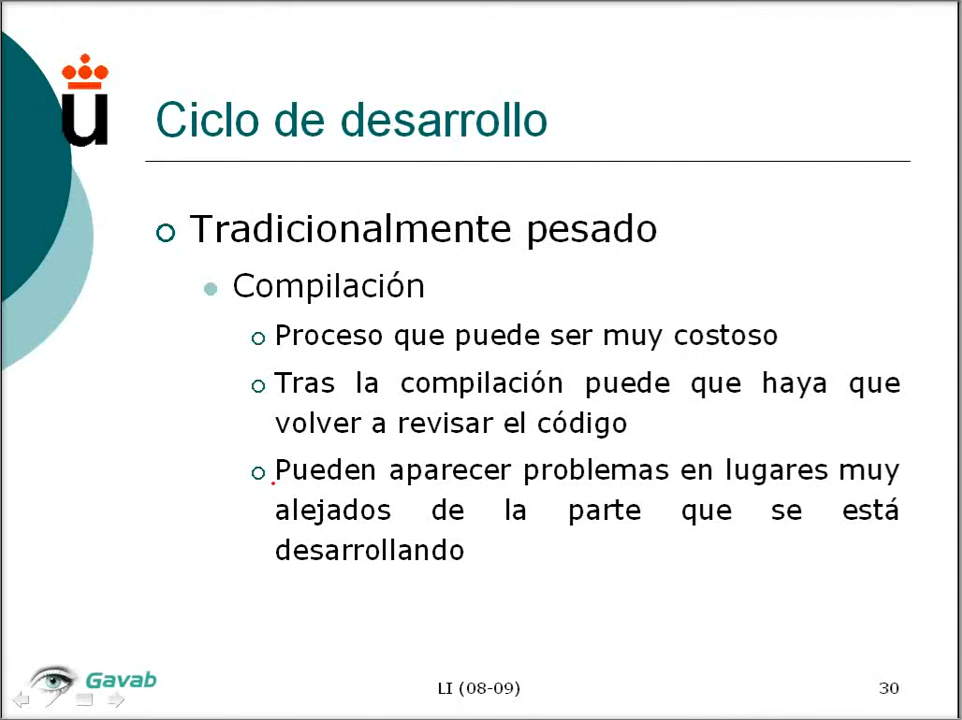 u
Ciclo de desarrollo
Tradicionalmente pesado
Compilación
Proceso que puede ser muy costoso
Tras la compilación puede que haya que
volver a revisar el código
Pueden aparecer problemas en lugares muy
alejados de la parte que se está
desarrollando
Gavab
LI (08-09)
30